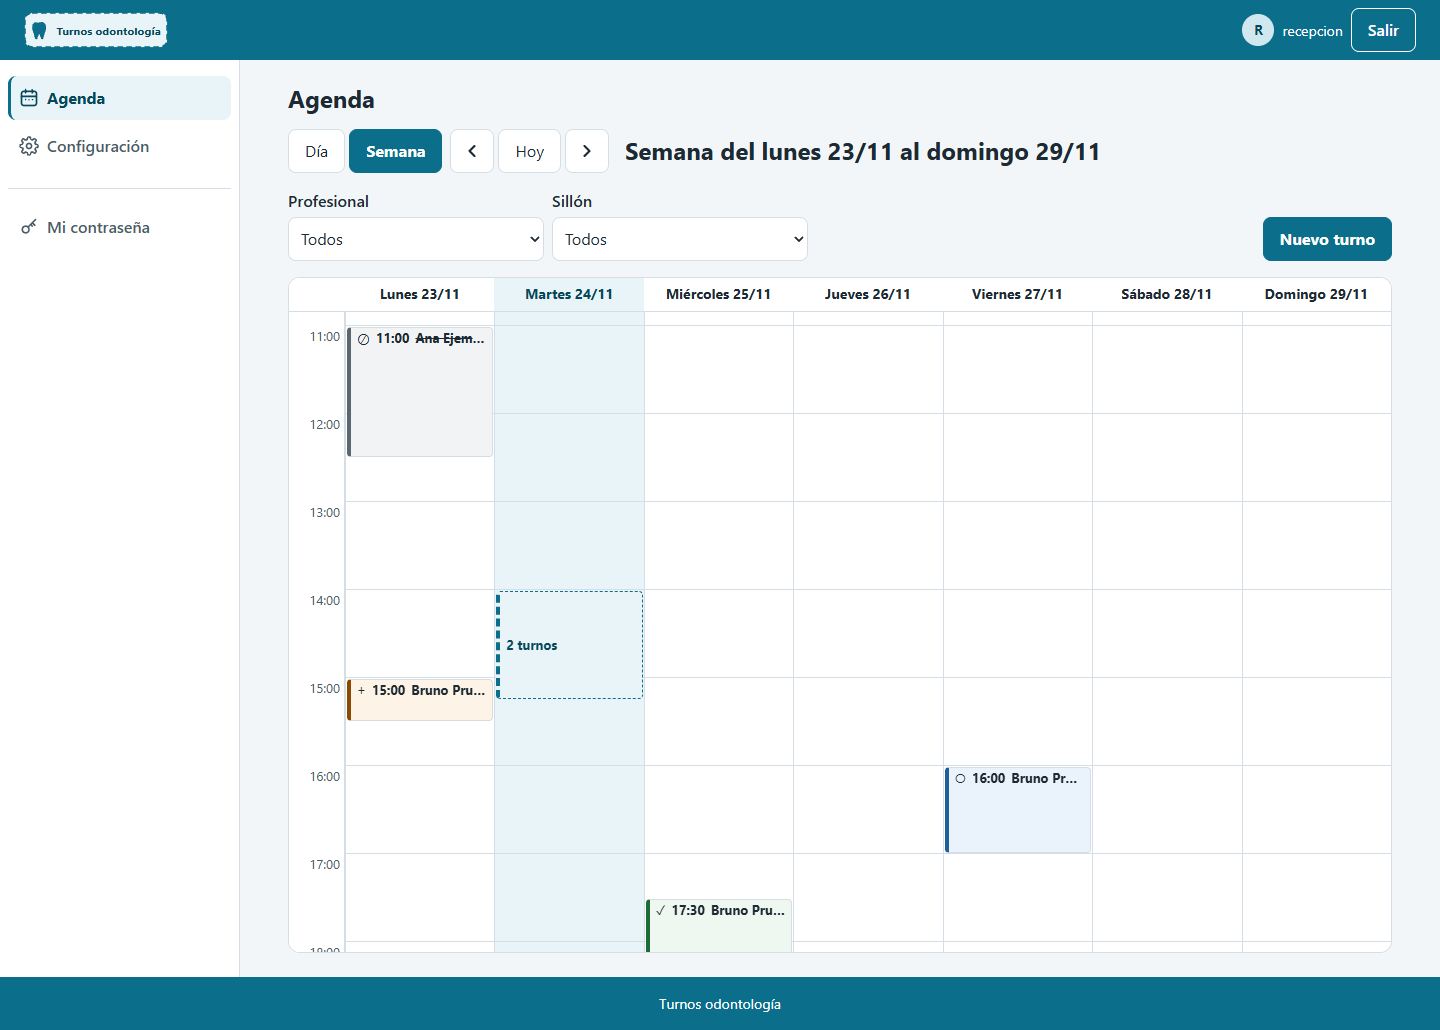 Turnos odontología
R
recepcion
Salir
Agenda
Configuración
Mi contraseña
Agenda
Día
Semana
Hoy
Semana del lunes 23/11 al domingo 29/11
Profesional
Sillón
Todos
Todos
Nuevo turno
Lunes 23/11
Martes 24/11
Miércoles 25/11
Jueves 26/11
Viernes 27/11
Sábado 28/11
Domingo 29/11
11:00
11:00 Ana Ejem...
12:00
13:00
14:00
2 turnos
15:00
+ 15:00 Bruno Pru...
16:00
16:00 Bruno Pr...
17:00
✓ 17:30 Bruno Pru...
18:00
Turnos odontología